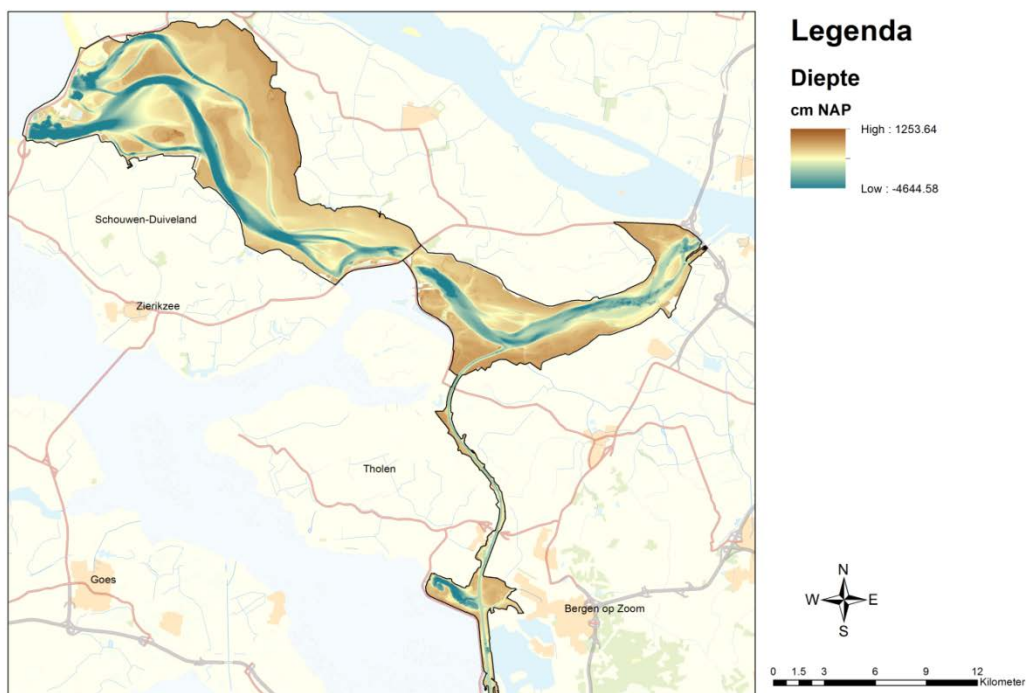 Legenda
Diepte
cm NAP
High : 1253.64
Low : -4644.58
Schouwen-Duiveland
Zierikzee
Tholen
Goes
Bergen op Zoom
N
W E
S
0 1.5 3 6 9 12
Kilometer